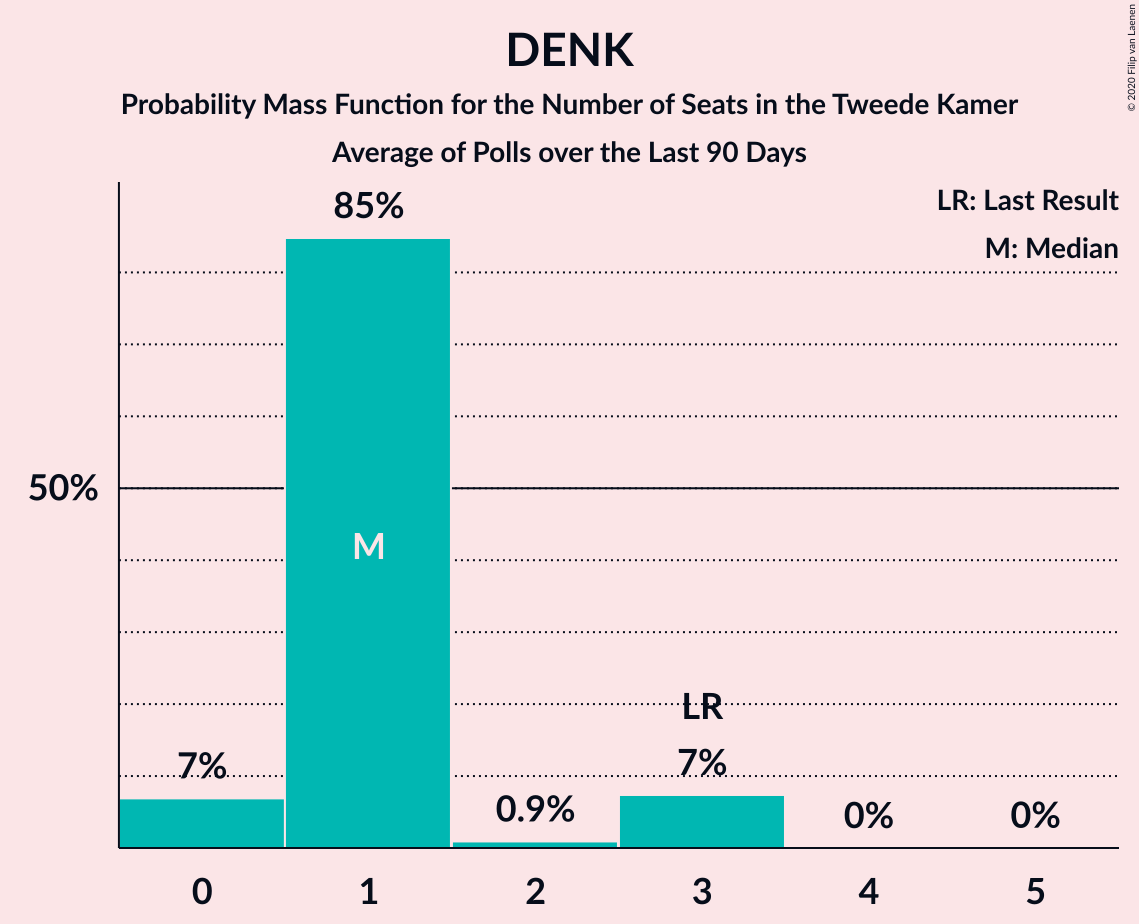 DENK
Probability Mass Function for the Number of Seats in the Tweede Kamer
Average of Polls over the Last 90 Days
© 2020 Filip van Laenen
LR: Last Result
M: Median
85%
50%
M
LR
7%
7%
0.9%
0%
0%
0 1 2 3 4 5